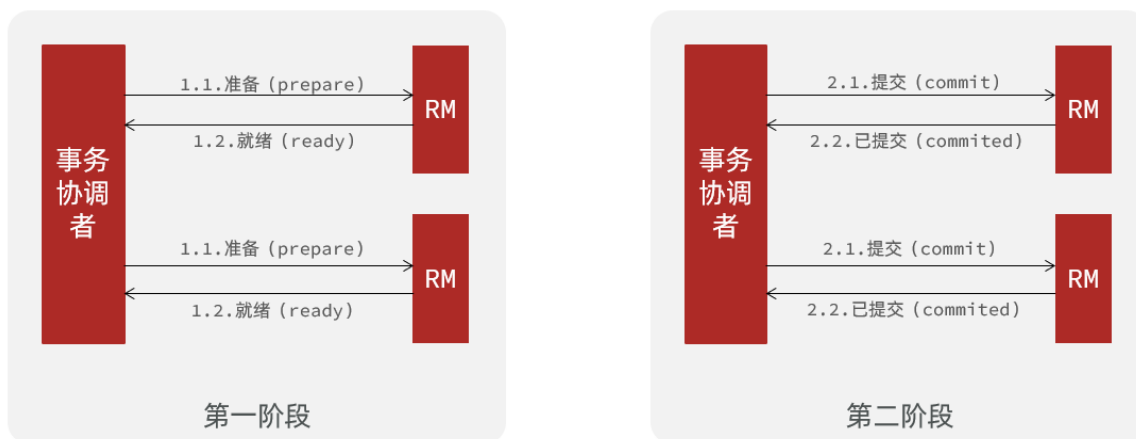 事务
协调
者
1.1.准备（prepare）
1.2.就绪（ready）
RM
1.1.准备（prepare）
1.2.就绪（ready）
RM
第一阶段
事务
协调
者
2.1.提交（commit）
2.2.已提交（commited）
RM
2.1.提交（commit）
2.2.已提交（commited）
RM
第二阶段